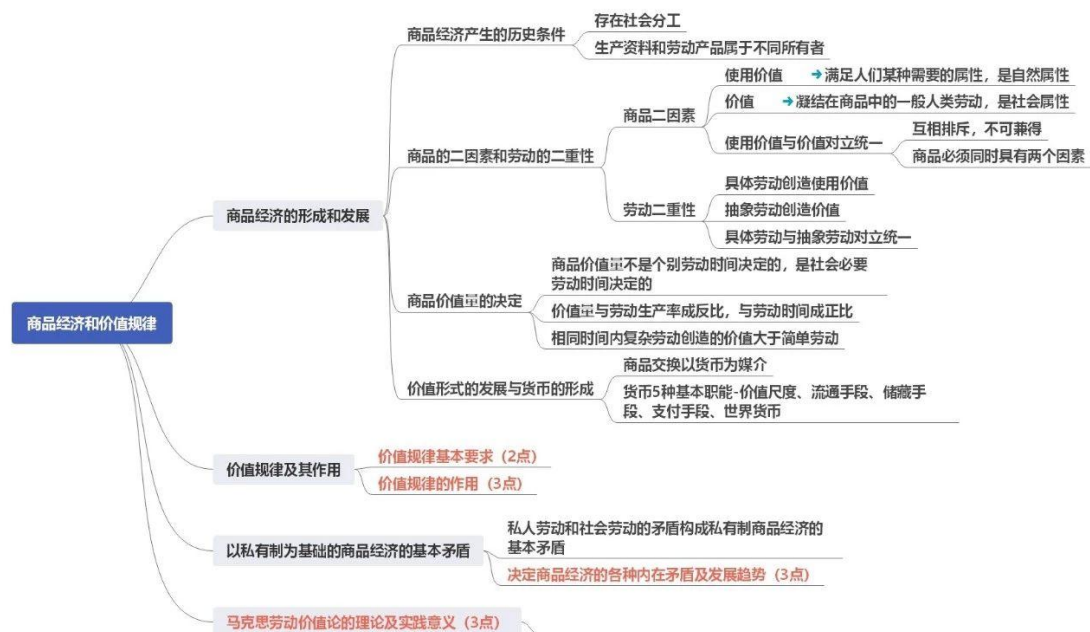 商品经济和价值规律
商品经济的形成和发展
商品经济产生的历史条件
存在社会分工
生产资料和劳动产品属于不同所有者
商品的二因素和劳动的二重性
商品二因素
使用价值 ➔ 满足人们某种需要的属性，是自然属性
价值 ➔ 凝结在商品中的一般人类劳动，是社会属性
使用价值与价值对立统一
互相排斥，不可兼得
商品必须同时具有两个因素
劳动二重性
具体劳动创造使用价值
抽象劳动创造价值
具体劳动与抽象劳动对立统一
商品价值量的决定
商品价值量不是个别劳动时间决定的，是社会必要
劳动时间决定的
价值量与劳动生产率成反比，与劳动时间成正比
相同时间内复杂劳动创造的价值大于简单劳动
价值形式的发展与货币的形成
商品交换以货币为媒介
货币5种基本职能-价值尺度、流通手段、储藏手
段、支付手段、世界货币
价值规律及其作用
价值规律基本要求（2点）
价值规律的作用（3点）
以私有制为基础的商品经济的基本矛盾
私人劳动和社会劳动的矛盾构成私有制商品经济的
基本矛盾
决定商品经济的各种内在矛盾及发展趋势（3点）
马克思劳动价值论的理论及实践意义（3点）